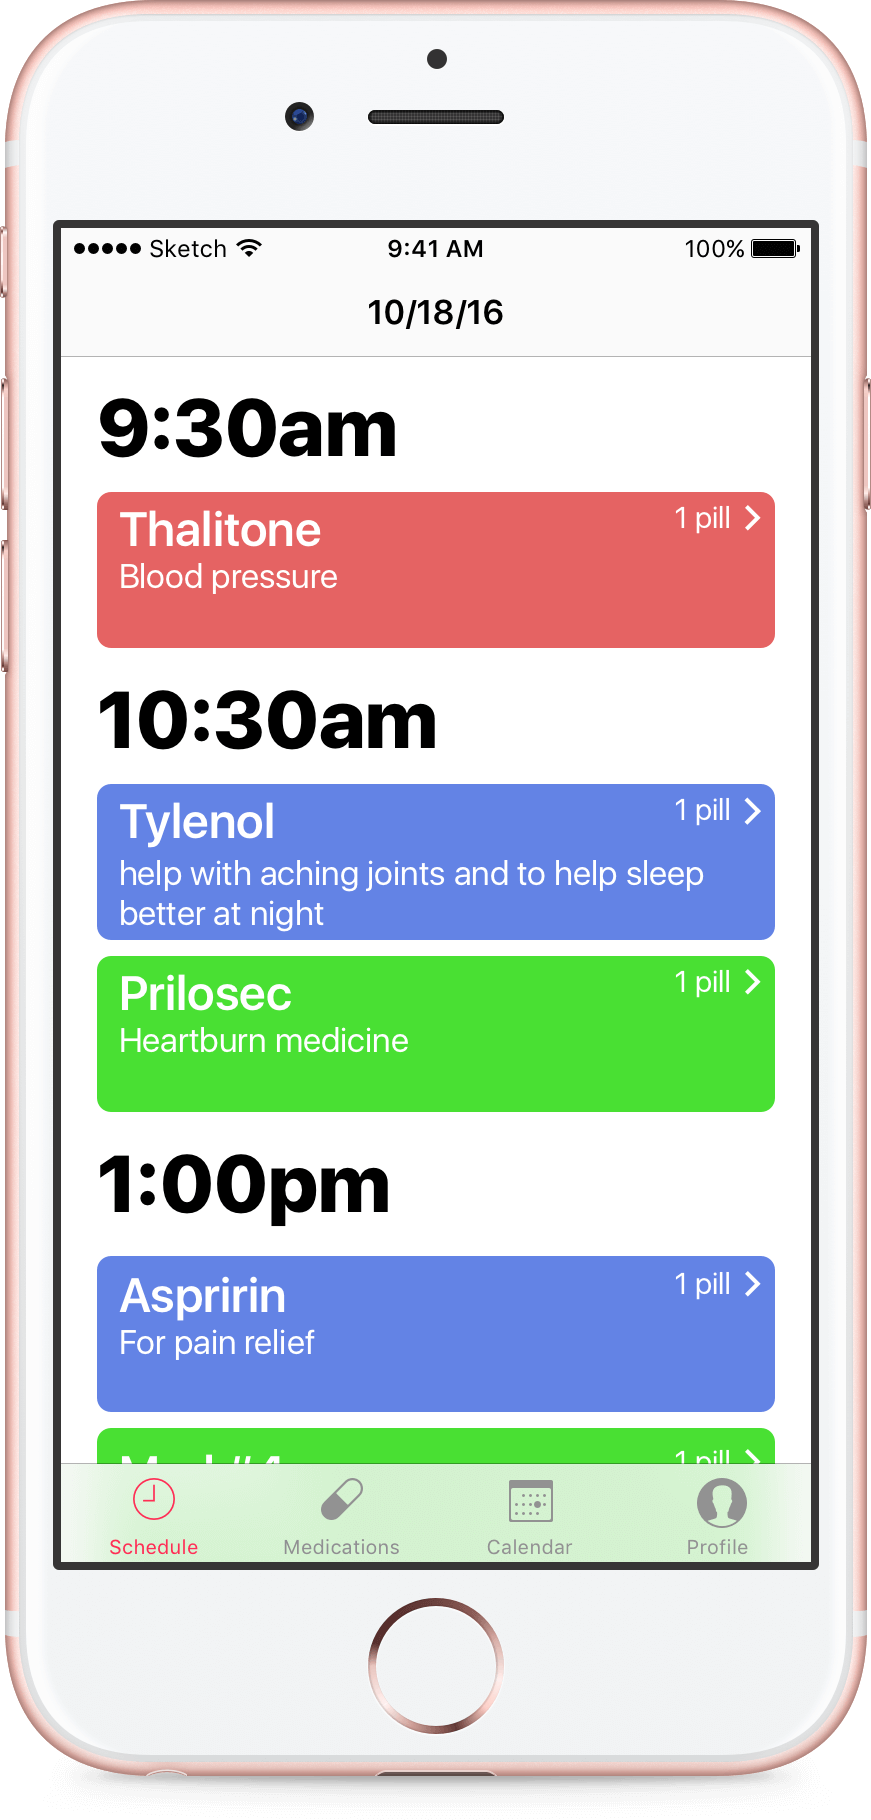 Sketch 9:41 AM 100%
10/18/16
9:30am
Thalitone 1 pill
Blood pressure
10:30am
Tylenol 1 pill
help with aching joints and to help sleep
better at night
Prilosec 1 pill
Heartburn medicine
1:00pm
Aspririn 1 pill
For pain relief
Med #4 1 pill
Schedule Medications Calendar Profile